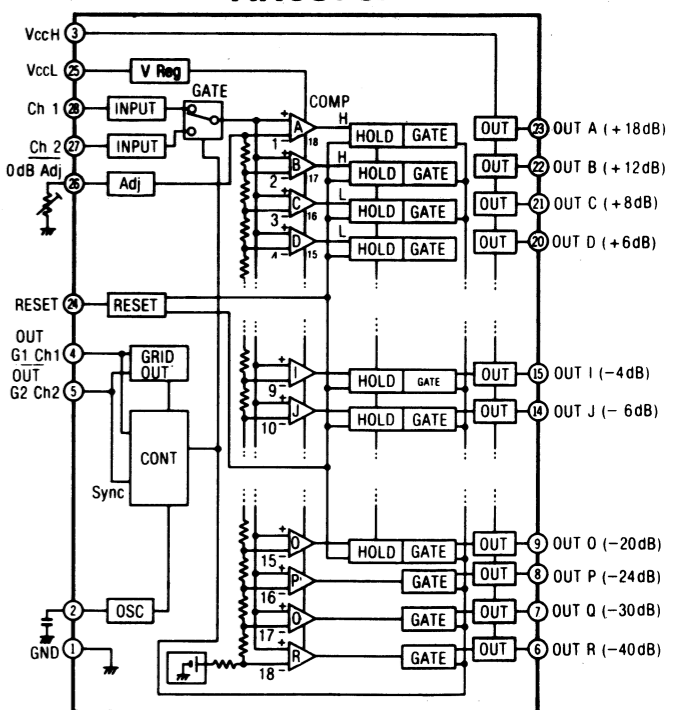 VccH 3
VccL 25 V Reg
GATE
COMP
Ch 1 28 INPUT
Ch 2 27 INPUT
0dB Adj 26 Adj
+ A 1 - 18 H HOLD GATE OUT 23 OUT A (+18dB)
+ B 2 - 17 H HOLD GATE OUT 22 OUT B (+12dB)
+ C 3 - 16 L HOLD GATE OUT 21 OUT C (+8dB)
+ D 4 - 15 L HOLD GATE OUT 20 OUT D (+6dB)
RESET 24 RESET
OUT
G1 Ch1 4 GRID OUT
OUT
G2 Ch2 5
CONT
Sync
+ I 9 - HOLD GATE OUT 15 OUT I (-4dB)
+ J 10 - HOLD GATE OUT 14 OUT J (- 6dB)
+ O 15 - HOLD GATE OUT 9 OUT O (-20dB)
+ P 16 - GATE OUT 8 OUT P (-24dB)
2 OSC
+ Q 17 - GATE OUT 7 OUT Q (-30dB)
GND 1
+ R 18 - GATE OUT 6 OUT R (-40dB)